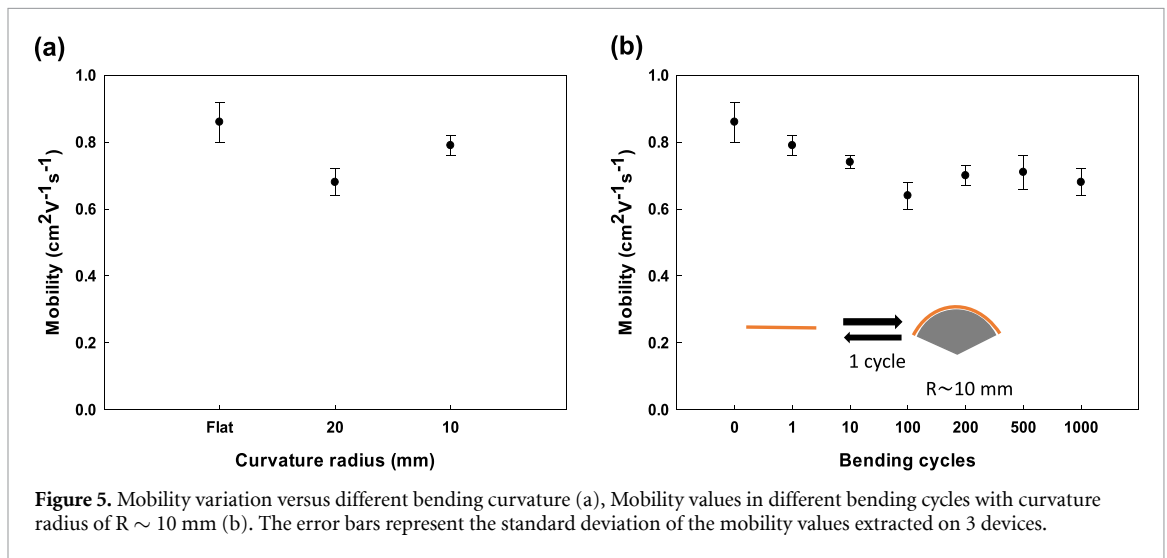 (a)
1.0
0.8
0.6
0.4
0.2
0.0
Mobility (cm²V⁻¹s⁻¹)
Flat 20 10
Curvature radius (mm)
(b)
1.0
0.8
0.6
0.4
0.2
0.0
Mobility (cm²V⁻¹s⁻¹)
1 cycle
R∼10 mm
0 1 10 100 200 500 1000
Bending cycles
Figure 5. Mobility variation versus different bending curvature (a), Mobility values in different bending cycles with curvature
radius of R ∼ 10 mm (b). The error bars represent the standard deviation of the mobility values extracted on 3 devices.